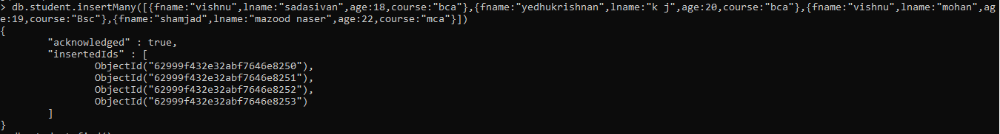 > db.student.insertMany([{fname:"vishnu",lname:"sadasivan",age:18,course:"bca"},{fname:"yedhukrishnan",lname:"k j",age:20,course:"bca"},{fname:"vishnu",lname:"mohan",ag
e:19,course:"Bsc"},{fname:"shamjad",lname:"mazood naser",age:22,course:"mca"}])
{
        "acknowledged" : true,
        "insertedIds" : [
                ObjectId("62999f432e32abf7646e8250"),
                ObjectId("62999f432e32abf7646e8251"),
                ObjectId("62999f432e32abf7646e8252"),
                ObjectId("62999f432e32abf7646e8253")
        ]
}